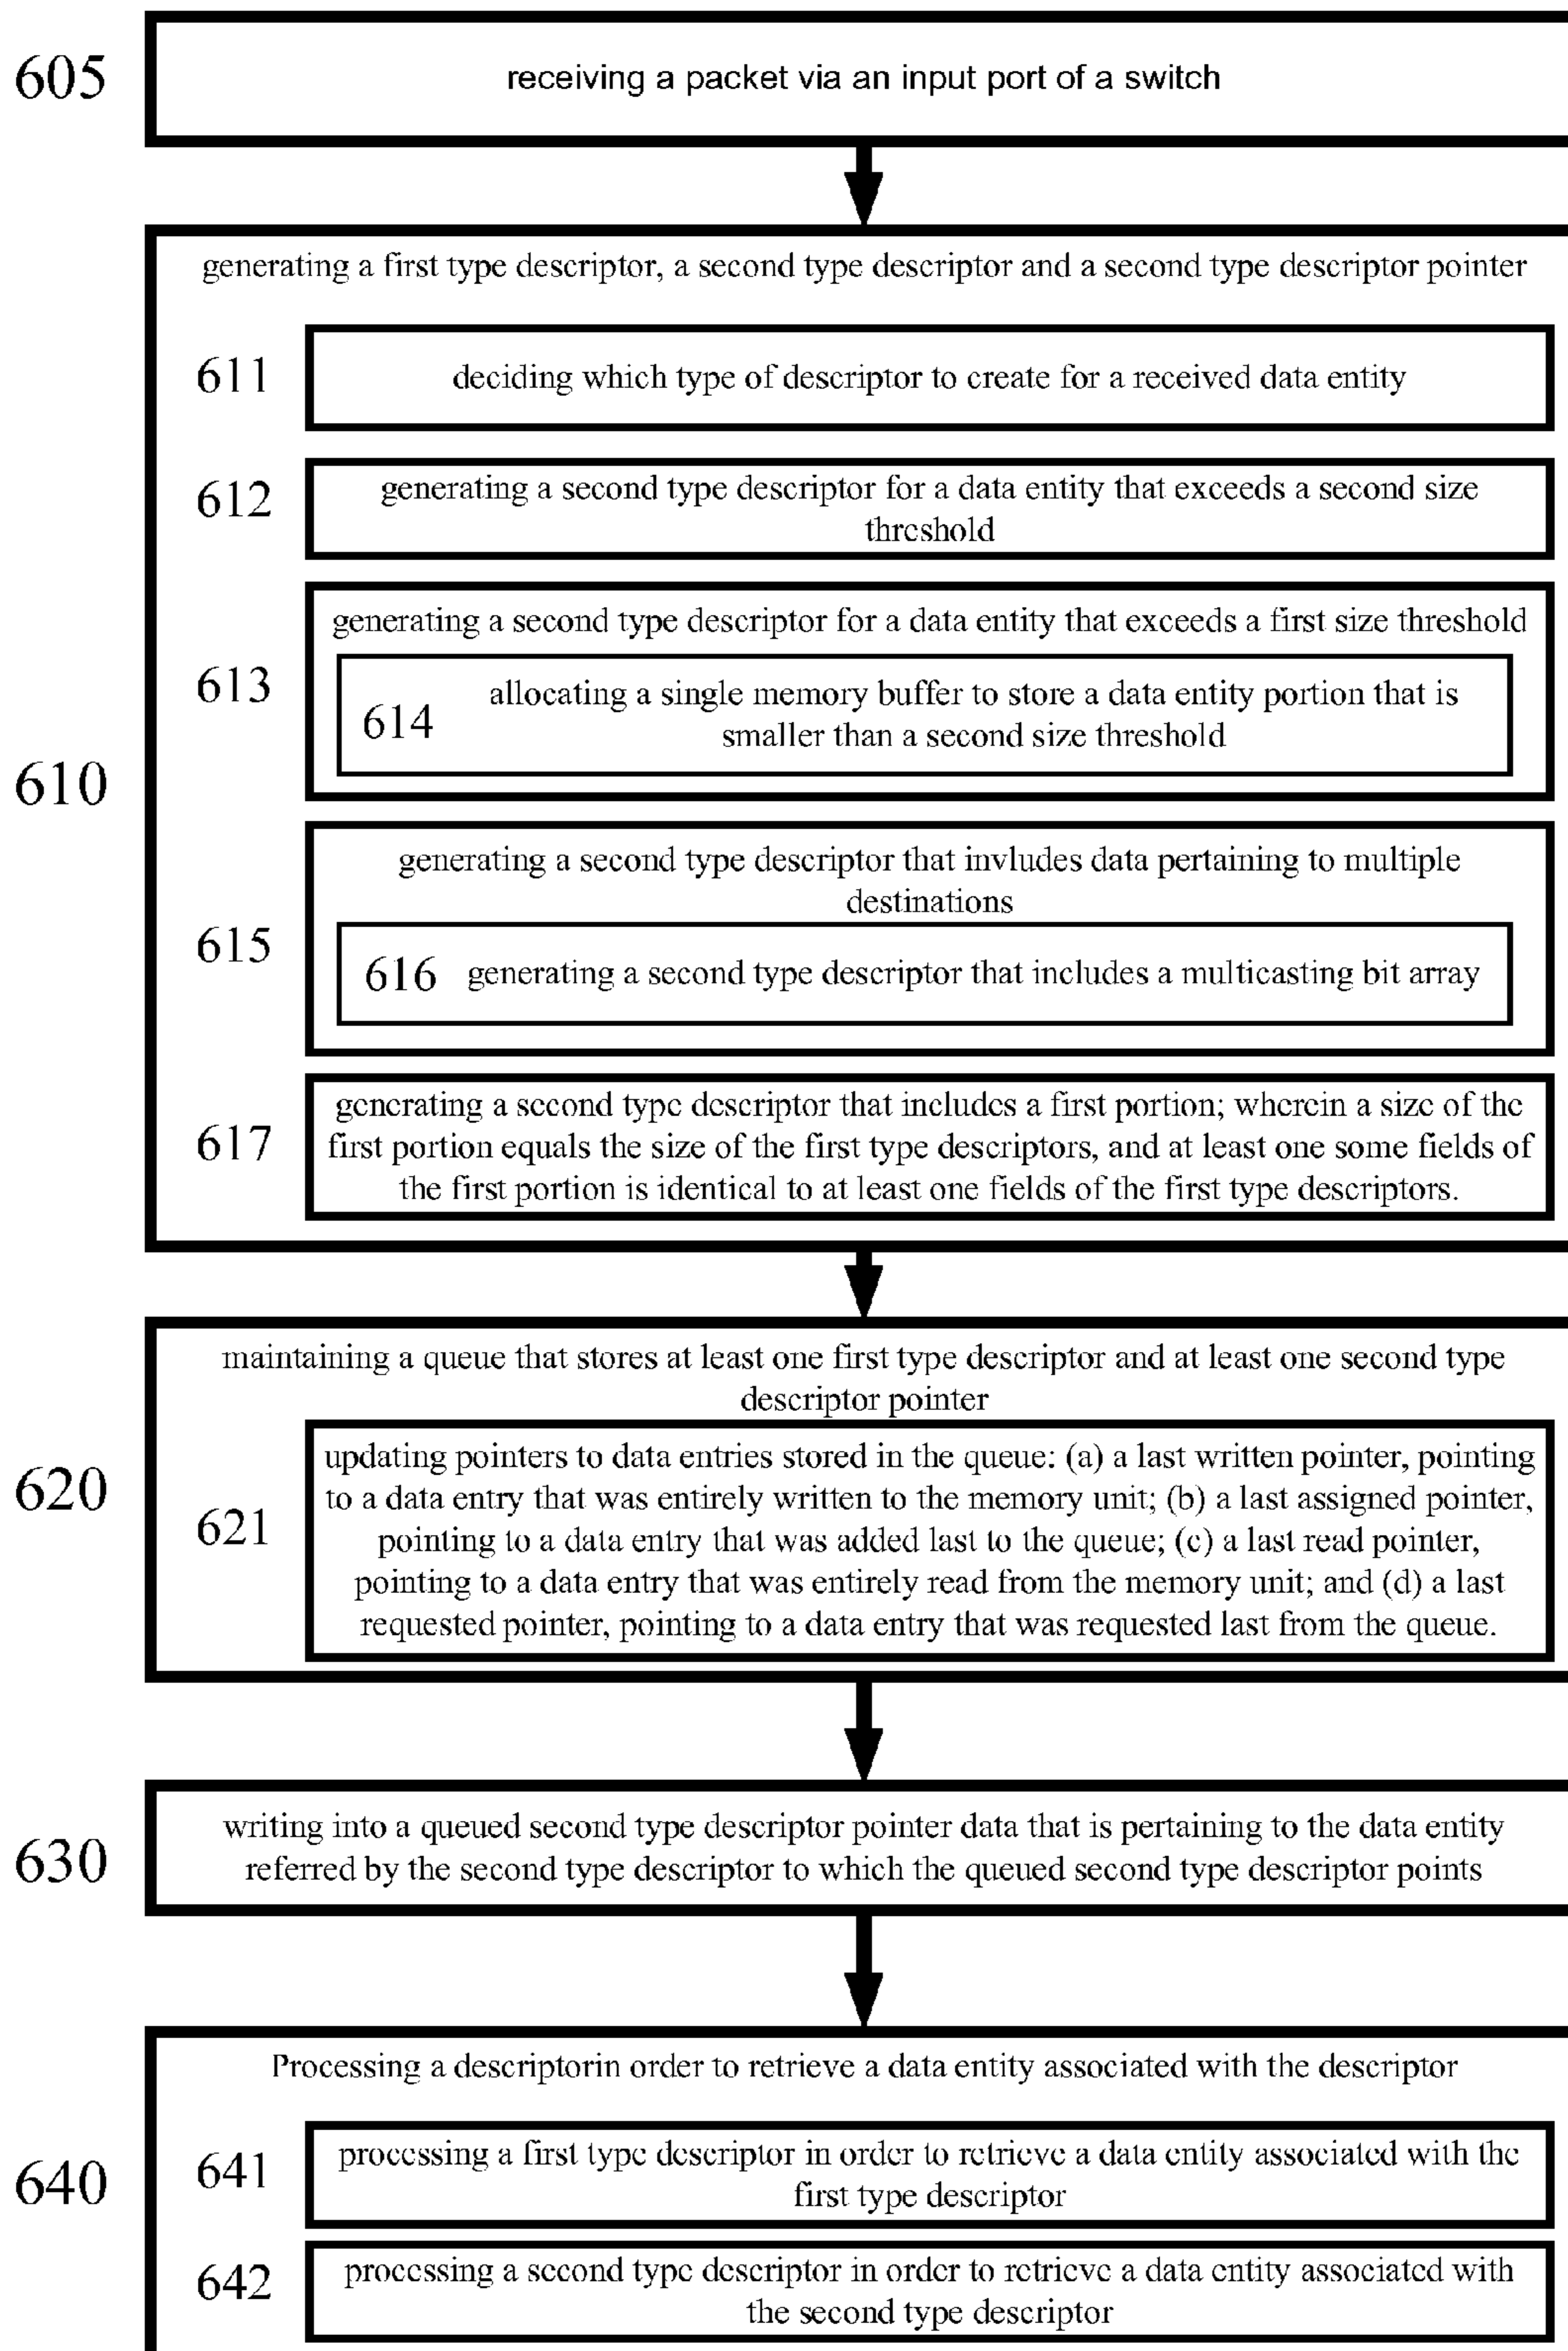 605
receiving a packet via an input port of a switch
generating a first type descriptor, a second type descriptor and a second type descriptor pointer
611
deciding which type of descriptor to create for a received data entity
612
generating a second type descriptor for a data entity that exceeds a second size
threshold
generating a second type descriptor for a data entity that exceeds a first size threshold
613
614
allocating a single memory buffer to store a data entity portion that is
smaller than a second size threshold
610
generating a second type descriptor that invludes data pertaining to multiple
destinations
615
616
generating a second type descriptor that includes a multicasting bit array
617
generating a second type descriptor that includes a first portion; wherein a size of the
first portion equals the size of the first type descriptors, and at least one some fields of
the first portion is identical to at least one fields of the first type descriptors.
maintaining a queue that stores at least one first type descriptor and at least one second type
descriptor pointer
620
621
updating pointers to data entries stored in the queue: (a) a last written pointer, pointing
to a data entry that was entirely written to the memory unit; (b) a last assigned pointer,
pointing to a data entry that was added last to the queue; (c) a last read pointer,
pointing to a data entry that was entirely read from the memory unit; and (d) a last
requested pointer, pointing to a data entry that was requested last from the queue.
630
writing into a queued second type descriptor pointer data that is pertaining to the data entity
referred by the second type descriptor to which the queued second type descriptor points
Processing a descriptorin order to retrieve a data entity associated with the descriptor
640
641
processing a first type descriptor in order to retrieve a data entity associated with the
first type descriptor
642
processing a second type descriptor in order to retrieve a data entity associated with
the second type descriptor